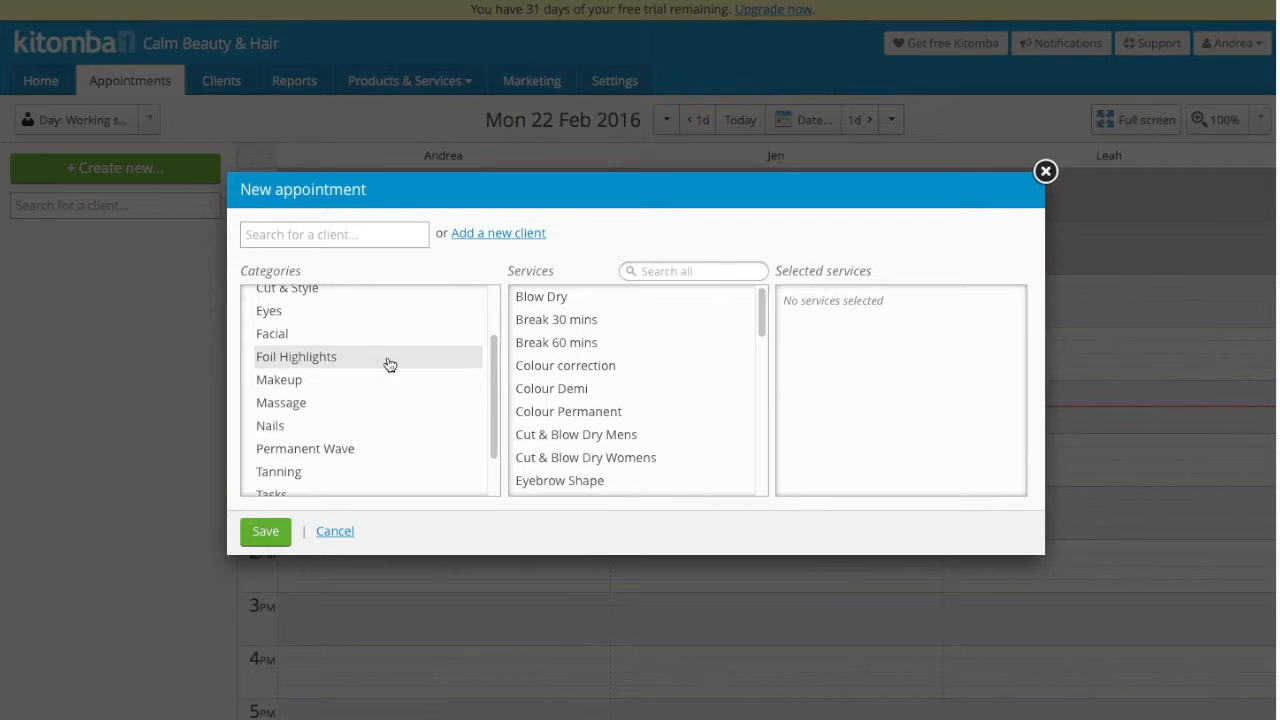 You have 31 days of your free trial remaining. Upgrade now.
kitomba1 Calm Beauty & Hair
Get free Kitomba Notifications Support Andrea
Home Appointments Clients Reports Products & Services Marketing Settings
Day: Working s... Mon 22 Feb 2016 < 1d Today Date... 1d > Full screen 100%
+ Create new...
Andrea Jen Leah
Search for a client...
New appointment
Search for a client... or Add a new client
Categories
Cut & Style
Eyes
Facial
Foil Highlights
Makeup
Massage
Nails
Permanent Wave
Tanning
Tasks
Services Search all
Blow Dry
Break 30 mins
Break 60 mins
Colour correction
Colour Demi
Colour Permanent
Cut & Blow Dry Mens
Cut & Blow Dry Womens
Eyebrow Shape
Selected services
No services selected
Save | Cancel
2PM
3PM
4PM
5PM